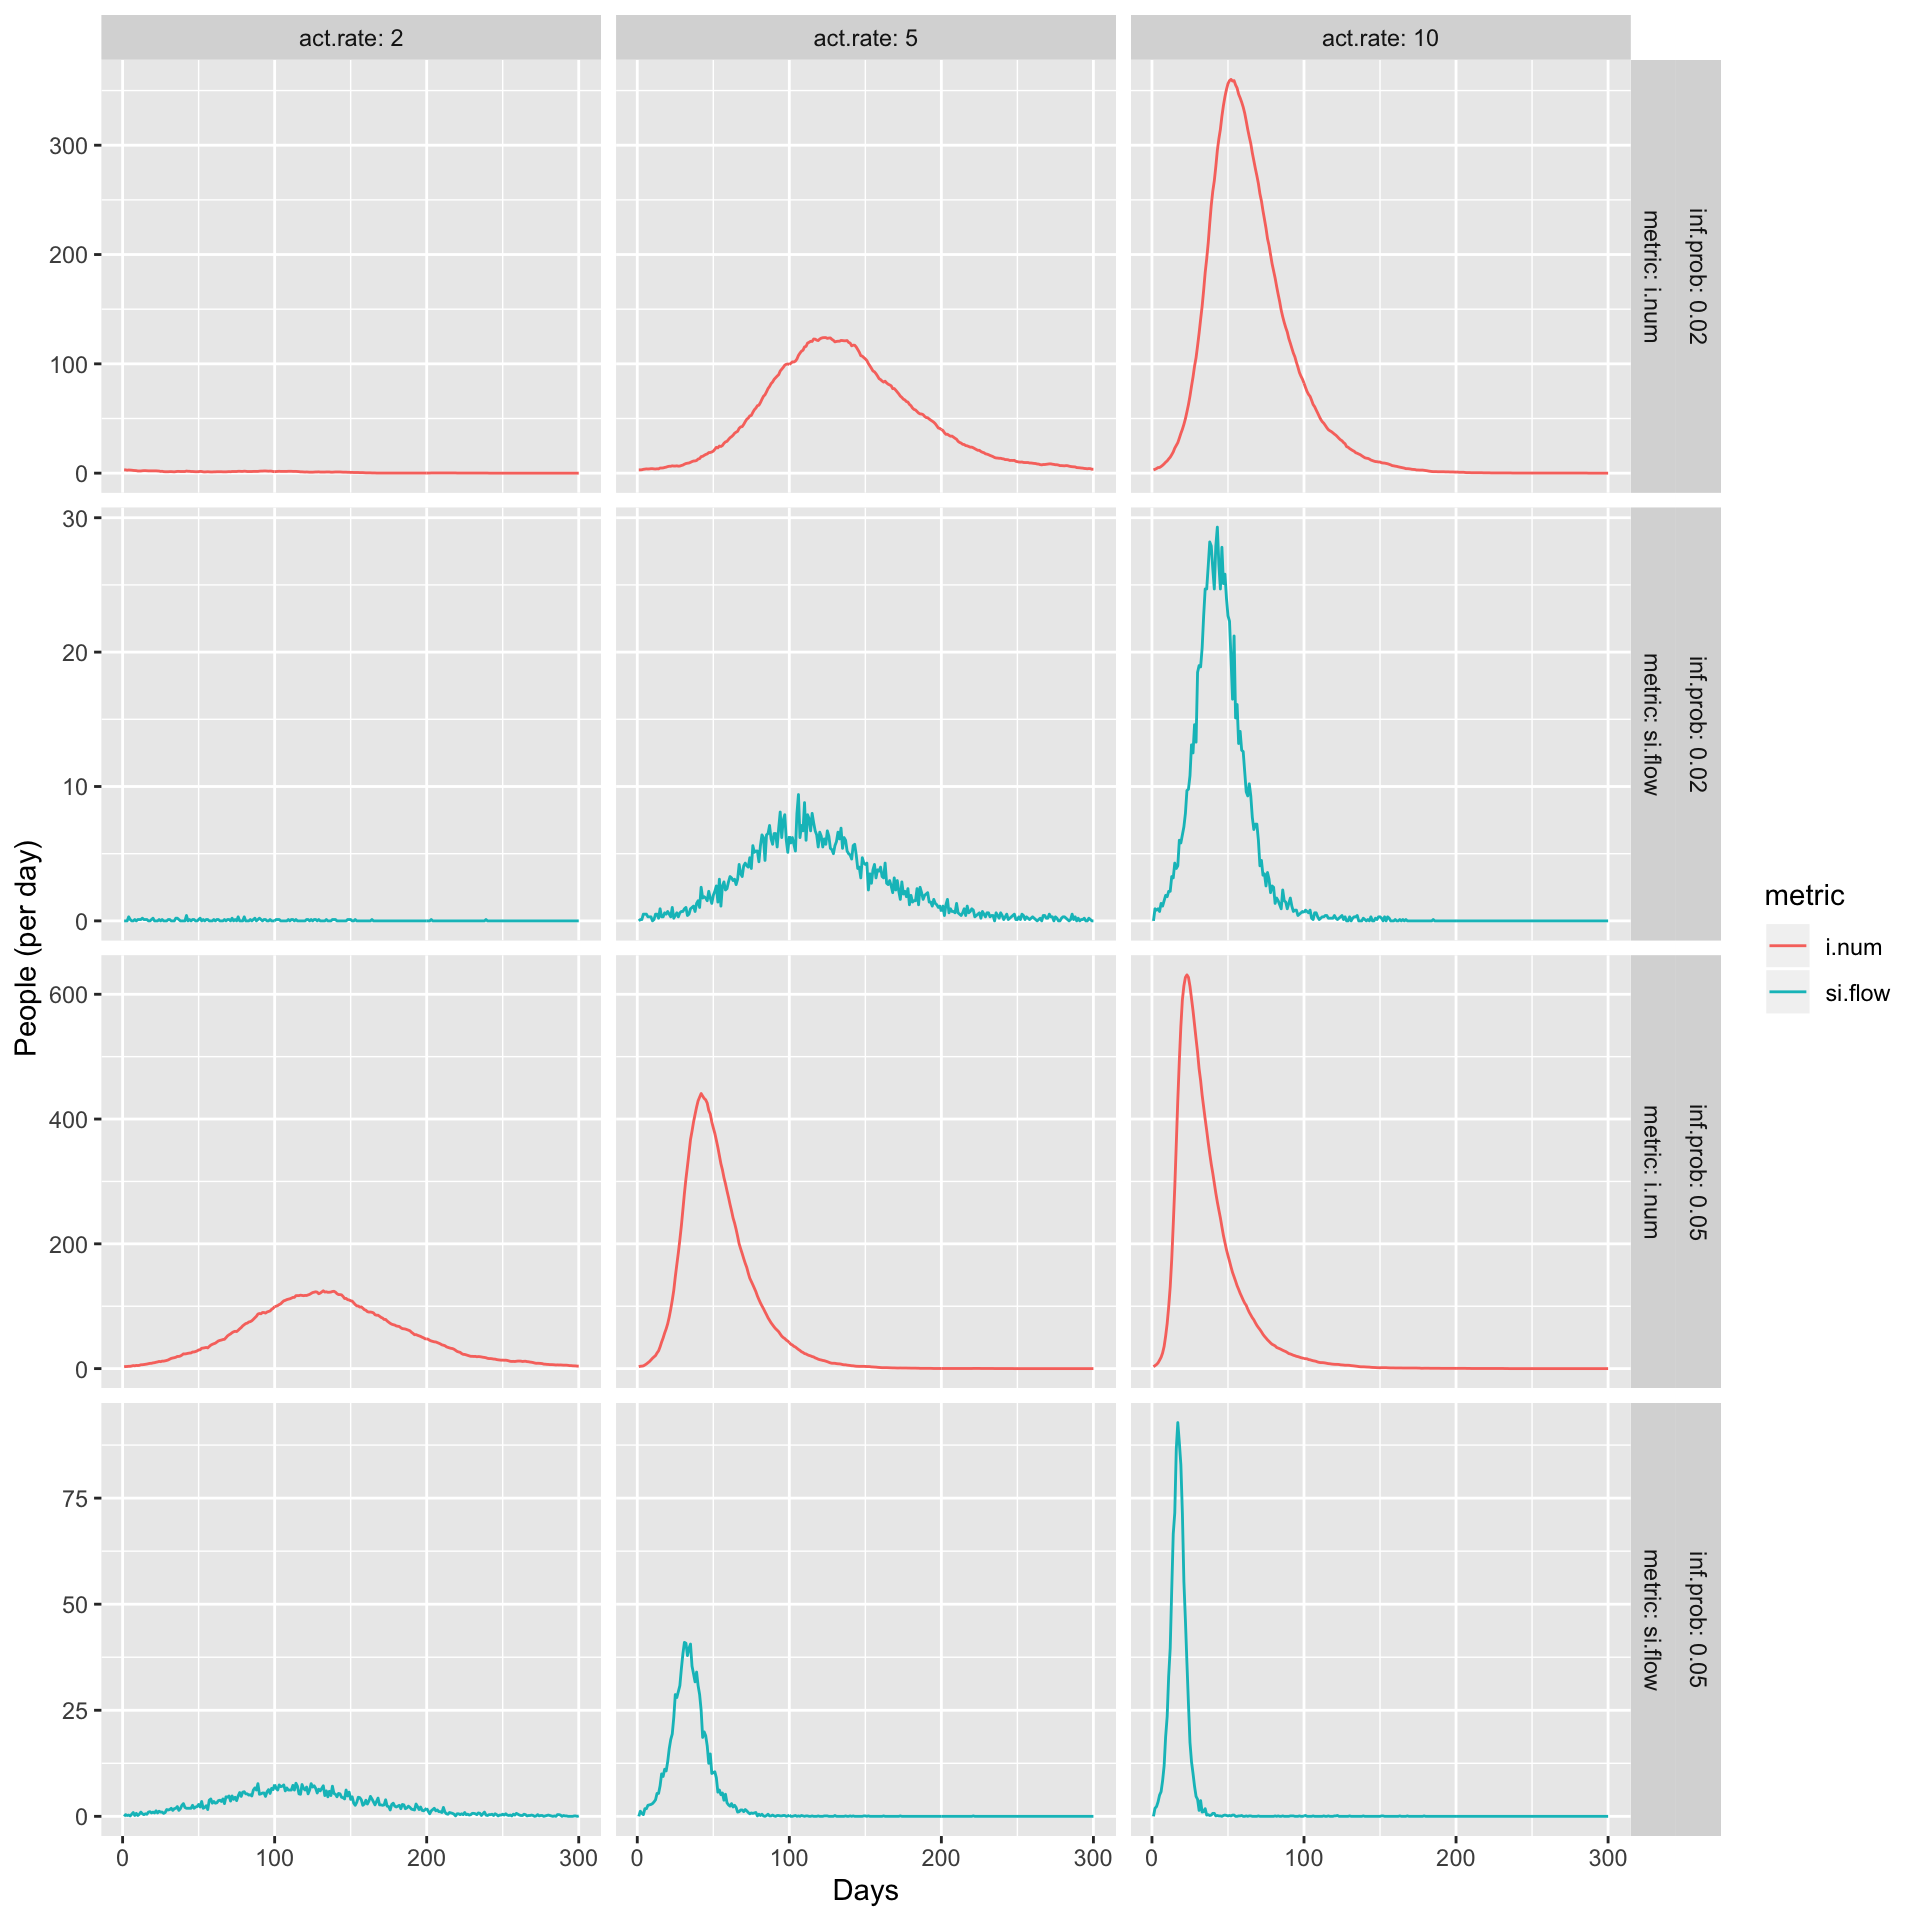 act.rate: 2
act.rate: 5
act.rate: 10
300
200
100
0
inf.prob: 0.02
metric: i.num
30
20
10
0
inf.prob: 0.02
metric: si.flow
600
400
200
0
inf.prob: 0.05
metric: i.num
75
50
25
0
inf.prob: 0.05
metric: si.flow
0 100 200 300
0 100 200 300
0 100 200 300
Days
People (per day)
metric
i.num
si.flow